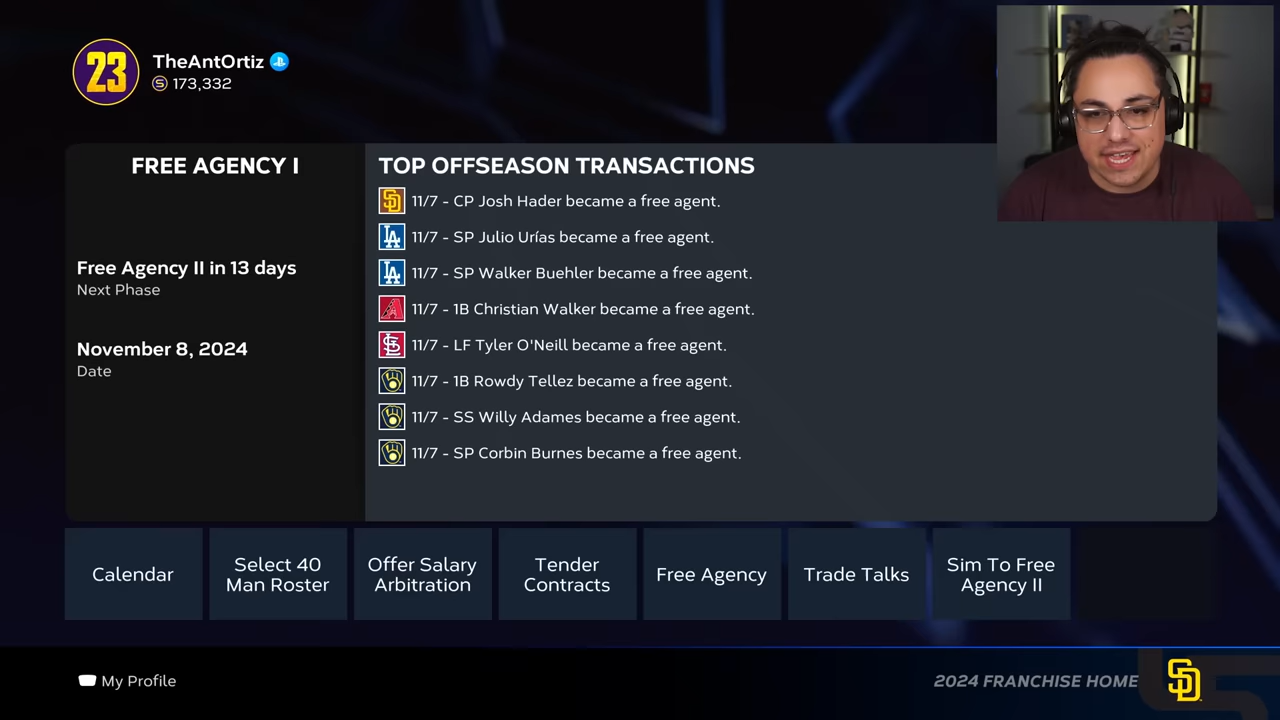 23
TheAntOrtiz
173,332
FREE AGENCY I
Free Agency II in 13 days
Next Phase
November 8, 2024
Date
TOP OFFSEASON TRANSACTIONS
SD 11/7 - CP Josh Hader became a free agent.
LA 11/7 - SP Julio Urías became a free agent.
LA 11/7 - SP Walker Buehler became a free agent.
A 11/7 - 1B Christian Walker became a free agent.
STL 11/7 - LF Tyler O'Neill became a free agent.
11/7 - 1B Rowdy Tellez became a free agent.
11/7 - SS Willy Adames became a free agent.
11/7 - SP Corbin Burnes became a free agent.
Calendar
Select 40
Man Roster
Offer Salary
Arbitration
Tender
Contracts
Free Agency
Trade Talks
Sim To Free
Agency II
My Profile
2024 FRANCHISE HOME
SD